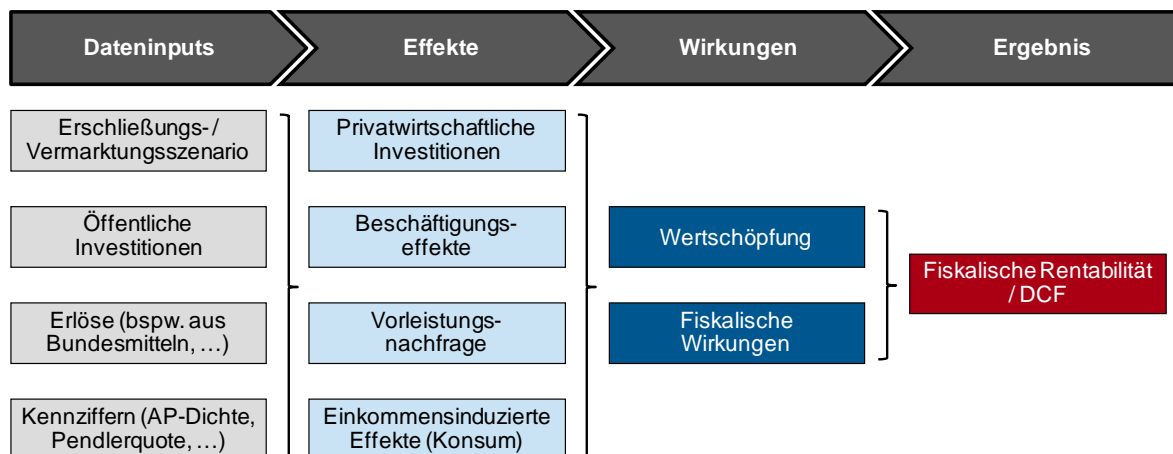 Dateninputs
Effekte
Wirkungen
Ergebnis
Erschließungs- /
Vermarktungsszenario
Öffentliche
Investitionen
Erlöse (bspw. aus
Bundesmitteln, …)
Kennziffern (AP-Dichte,
Pendlerquote, …)
Privatwirtschaftliche
Investitionen
Beschäftigungs-
effekte
Vorleistungs-
nachfrage
Einkommensinduzierte
Effekte (Konsum)
Wertschöpfung
Fiskalische
Wirkungen
Fiskalische Rentabilität
/ DCF